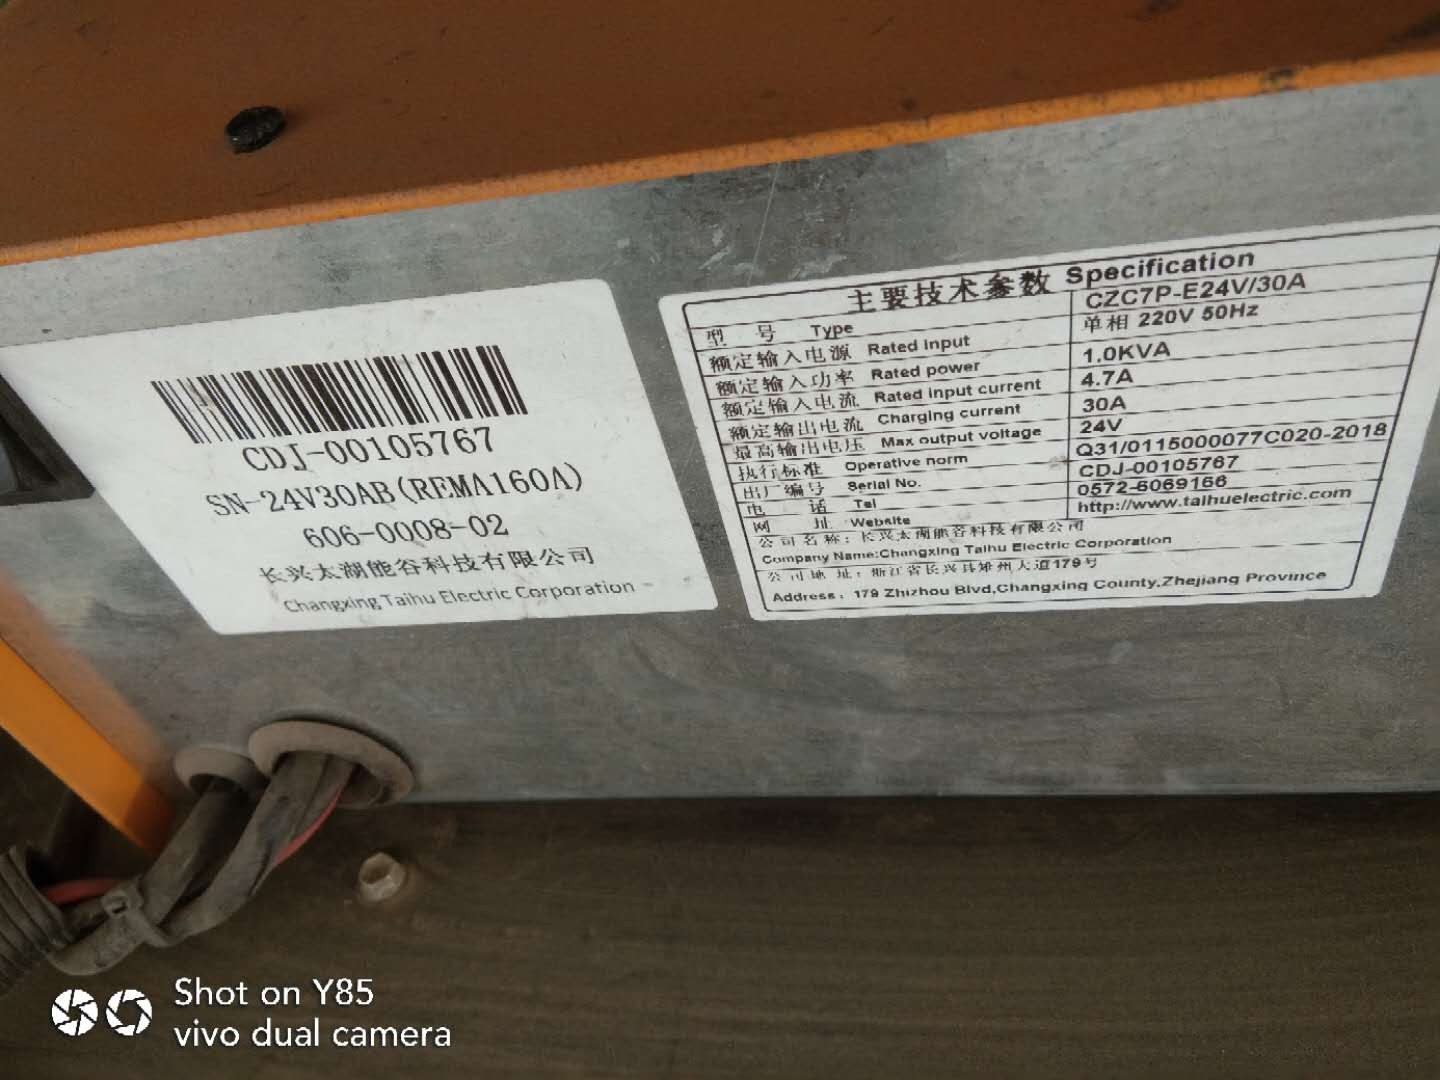 CDJ-00105767
SN-24V30AB(REMA160A)
606-0008-02
长兴太湖能谷科技有限公司
Changxing Taihu Electric Corporation
主要技术参数 Specification
型号 Type CZC7P-E24V/30A
额定输入电源 Rated Input 单相 220V 50Hz
额定输入功率 Rated power 1.0KVA
额定输入电流 Rated input current 4.7A
额定输出电流 Charging current 30A
最高输出电压 Max output voltage 24V
执行标准 Operative norm Q31/0115000077C020-2018
出厂编号 Serial No. CDJ-00105767
电话 Tel 0572-6069166
网址 Website http://www.taihuelectric.com
公司名称：长兴太湖能谷科技有限公司
Company Name:Changxing Taihu Electric Corporation
公司地址：浙江省长兴县雉州大道179号
Address：179 Zhizhou Blvd,Changxing County,Zhejiang Province
Shot on Y85
vivo dual camera